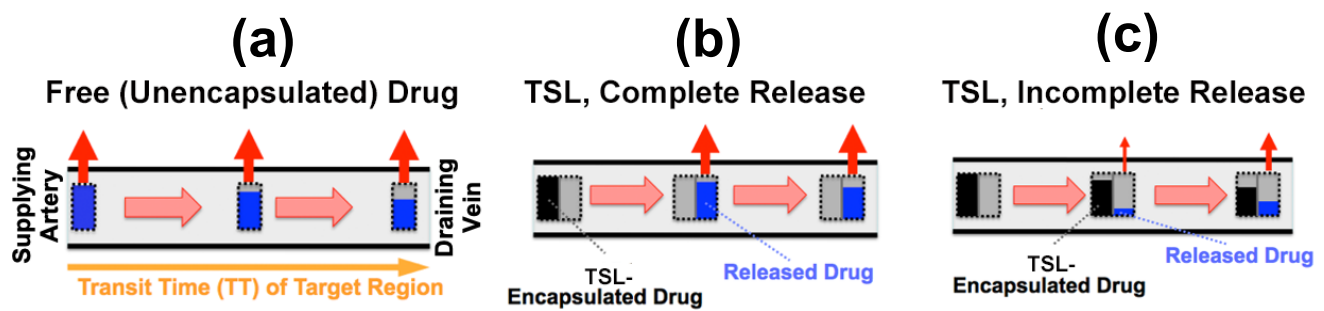 (a)
Free (Unencapsulated) Drug
Supplying
Artery
Draining
Vein
Transit Time (TT) of Target Region
(b)
TSL, Complete Release
TSL-
Encapsulated Drug
Released Drug
(c)
TSL, Incomplete Release
TSL-
Encapsulated Drug
Released Drug